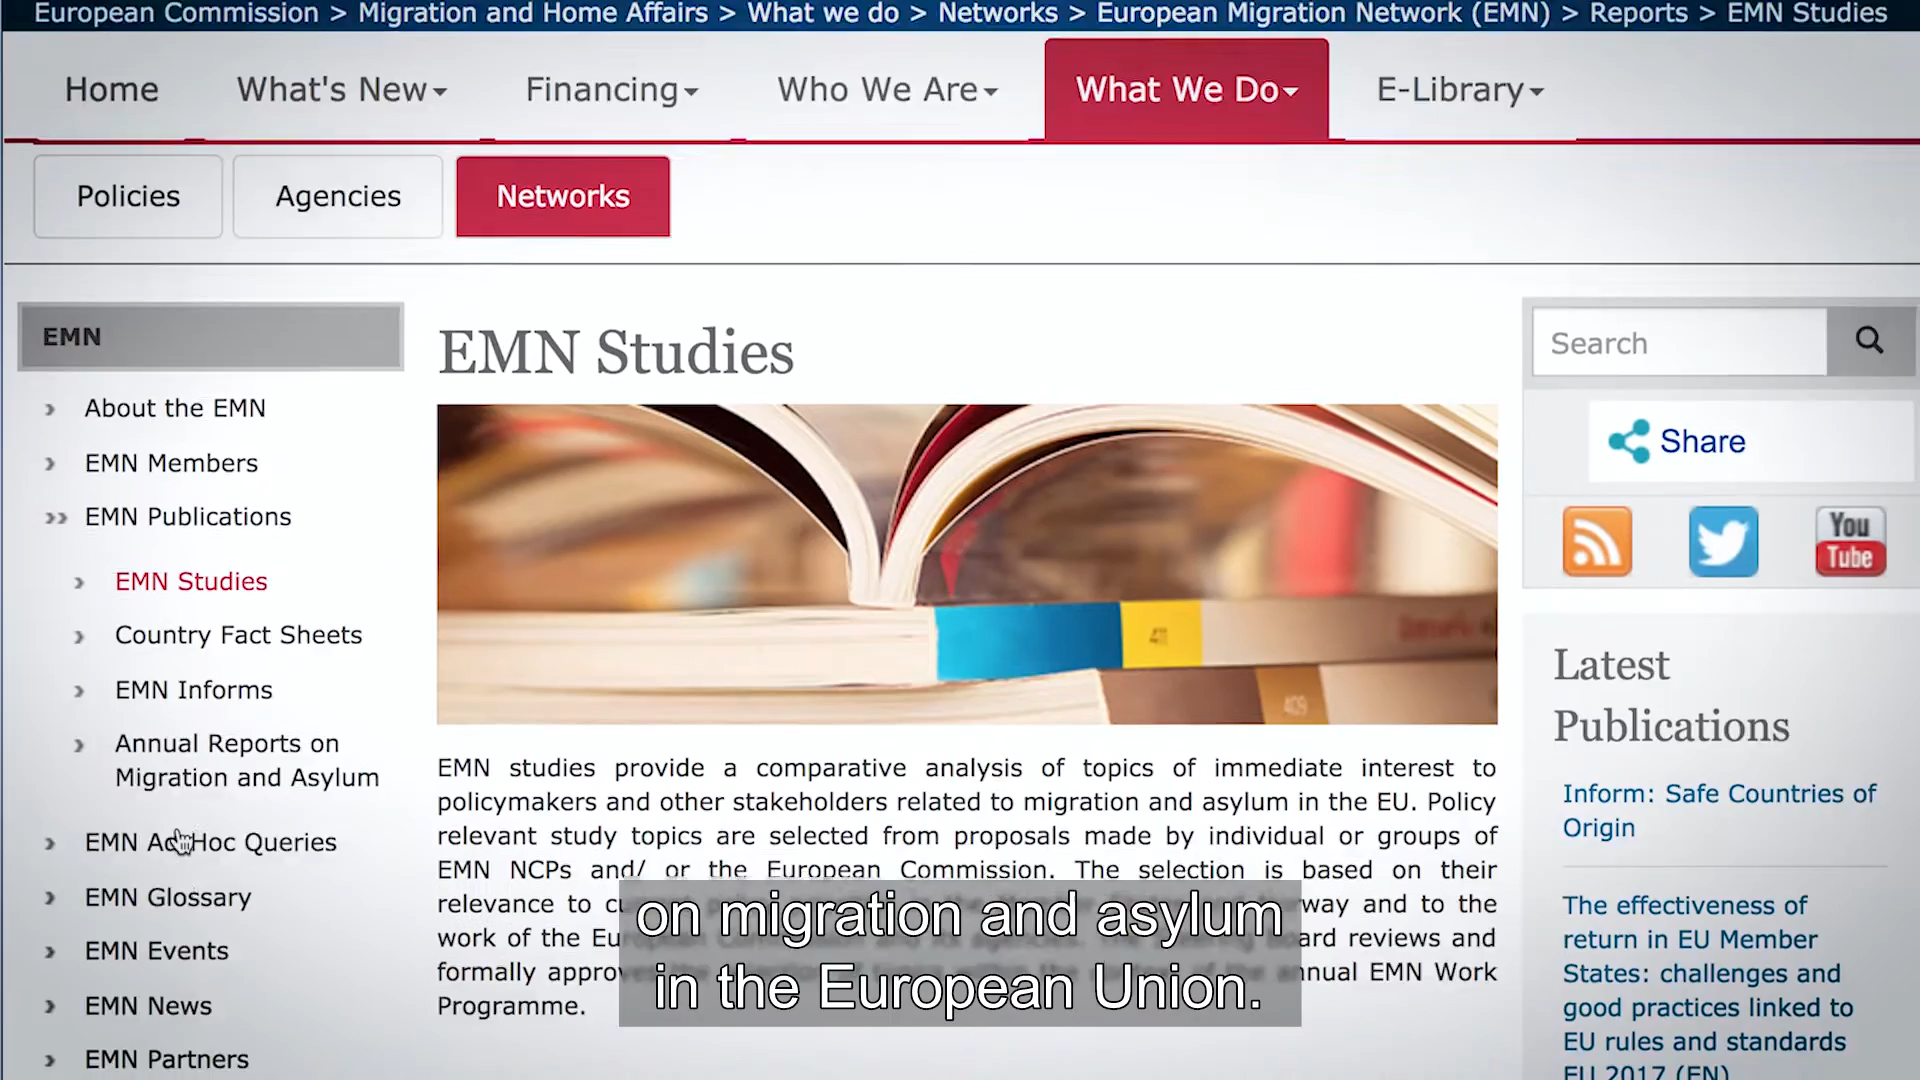 European Commission > Migration and Home Affairs > What we do > Networks > European Migration Network (EMN) > Reports > EMN Studies
Home What's New Financing Who We Are What We Do E-Library
Policies Agencies Networks
EMN
About the EMN
EMN Members
EMN Publications
EMN Studies
Country Fact Sheets
EMN Informs
Annual Reports on
Migration and Asylum
EMN Ad Hoc Queries
EMN Glossary
EMN Events
EMN News
EMN Partners
EMN Studies
411
409
EMN studies provide a comparative analysis of topics of immediate interest to
policymakers and other stakeholders related to migration and asylum in the EU. Policy
relevant study topics are selected from proposals made by individual or groups of
EMN NCPs and/ or the European Commission. The selection is based on their
relevance to and to the
work of the reviews and
formally annual EMN Work
Programme.
on migration and asylum
in the European Union.
Search
Share
You
Tube
Latest
Publications
Inform: Safe Countries of
Origin
The effectiveness of
return in EU Member
States: challenges and
good practices linked to
EU rules and standards
EU 2017 (EN)